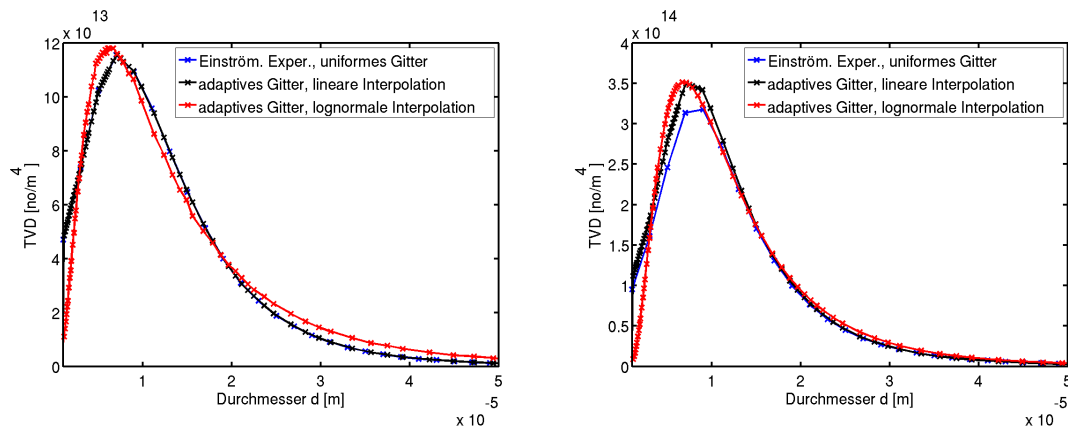 13
x 10
12
10
8
6
4
2
0
TVD [no/m^4]
1 2 3 4 5
Durchmesser d [m]
-5
x 10
Einström. Exper., uniformes Gitter
adaptives Gitter, lineare Interpolation
adaptives Gitter, lognormale Interpolation
14
x 10
4
3.5
3
2.5
2
1.5
1
0.5
0
TVD [no/m^4]
1 2 3 4 5
Durchmesser d [m]
-5
x 10
Einström. Exper., uniformes Gitter
adaptives Gitter, lineare Interpolation
adaptives Gitter, lognormale Interpolation